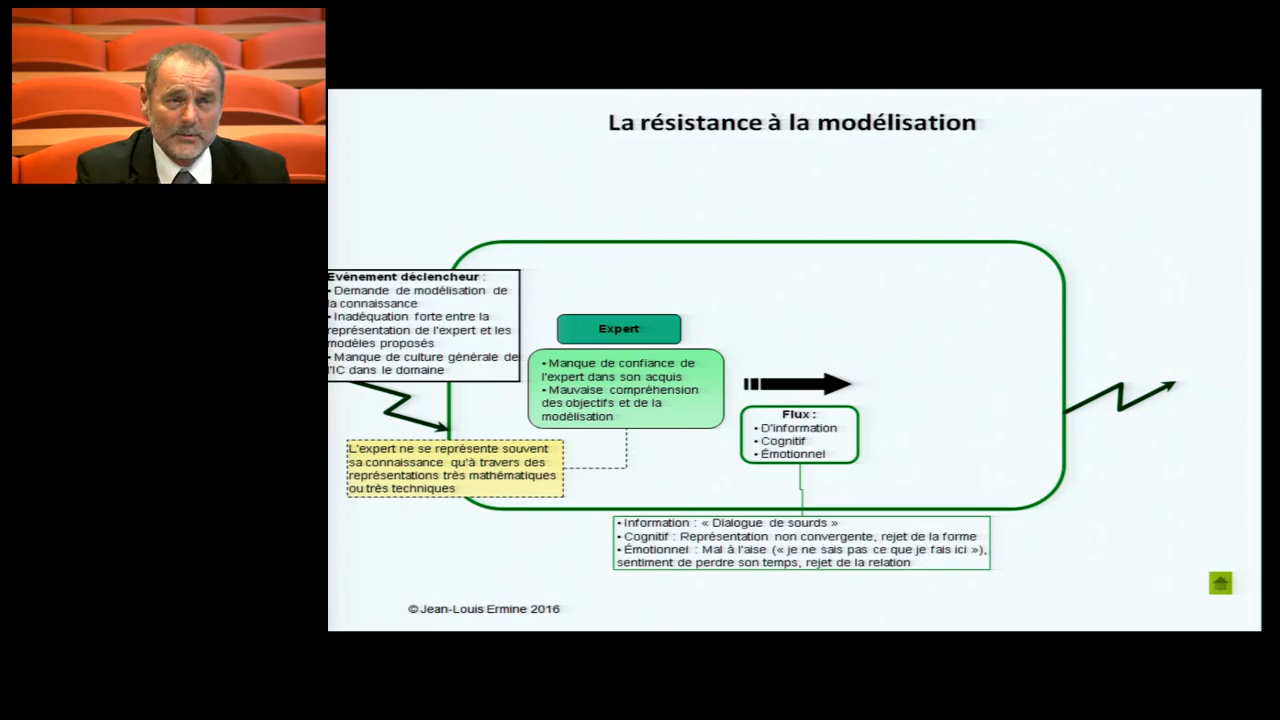 La résistance à la modélisation
Evénement déclencheur :
• Demande de modélisation de
la connaissance
• Inadéquation forte entre la
représentation de l'expert et les
modèles proposés
• Manque de culture générale de
l'IC dans le domaine
Expert
• Manque de confiance de
l'expert dans son acquis
• Mauvaise compréhension
des objectifs et de la
modélisation
Flux :
• D'information
• Cognitif
• Émotionnel
L'expert ne se représente souvent
sa connaissance qu'à travers des
représentations très mathématiques
ou très techniques
• Information : « Dialogue de sourds »
• Cognitif : Représentation non convergente, rejet de la forme
• Émotionnel : Mal à l'aise (« je ne sais pas ce que je fais ici »),
sentiment de perdre son temps, rejet de la relation
© Jean-Louis Ermine 2016